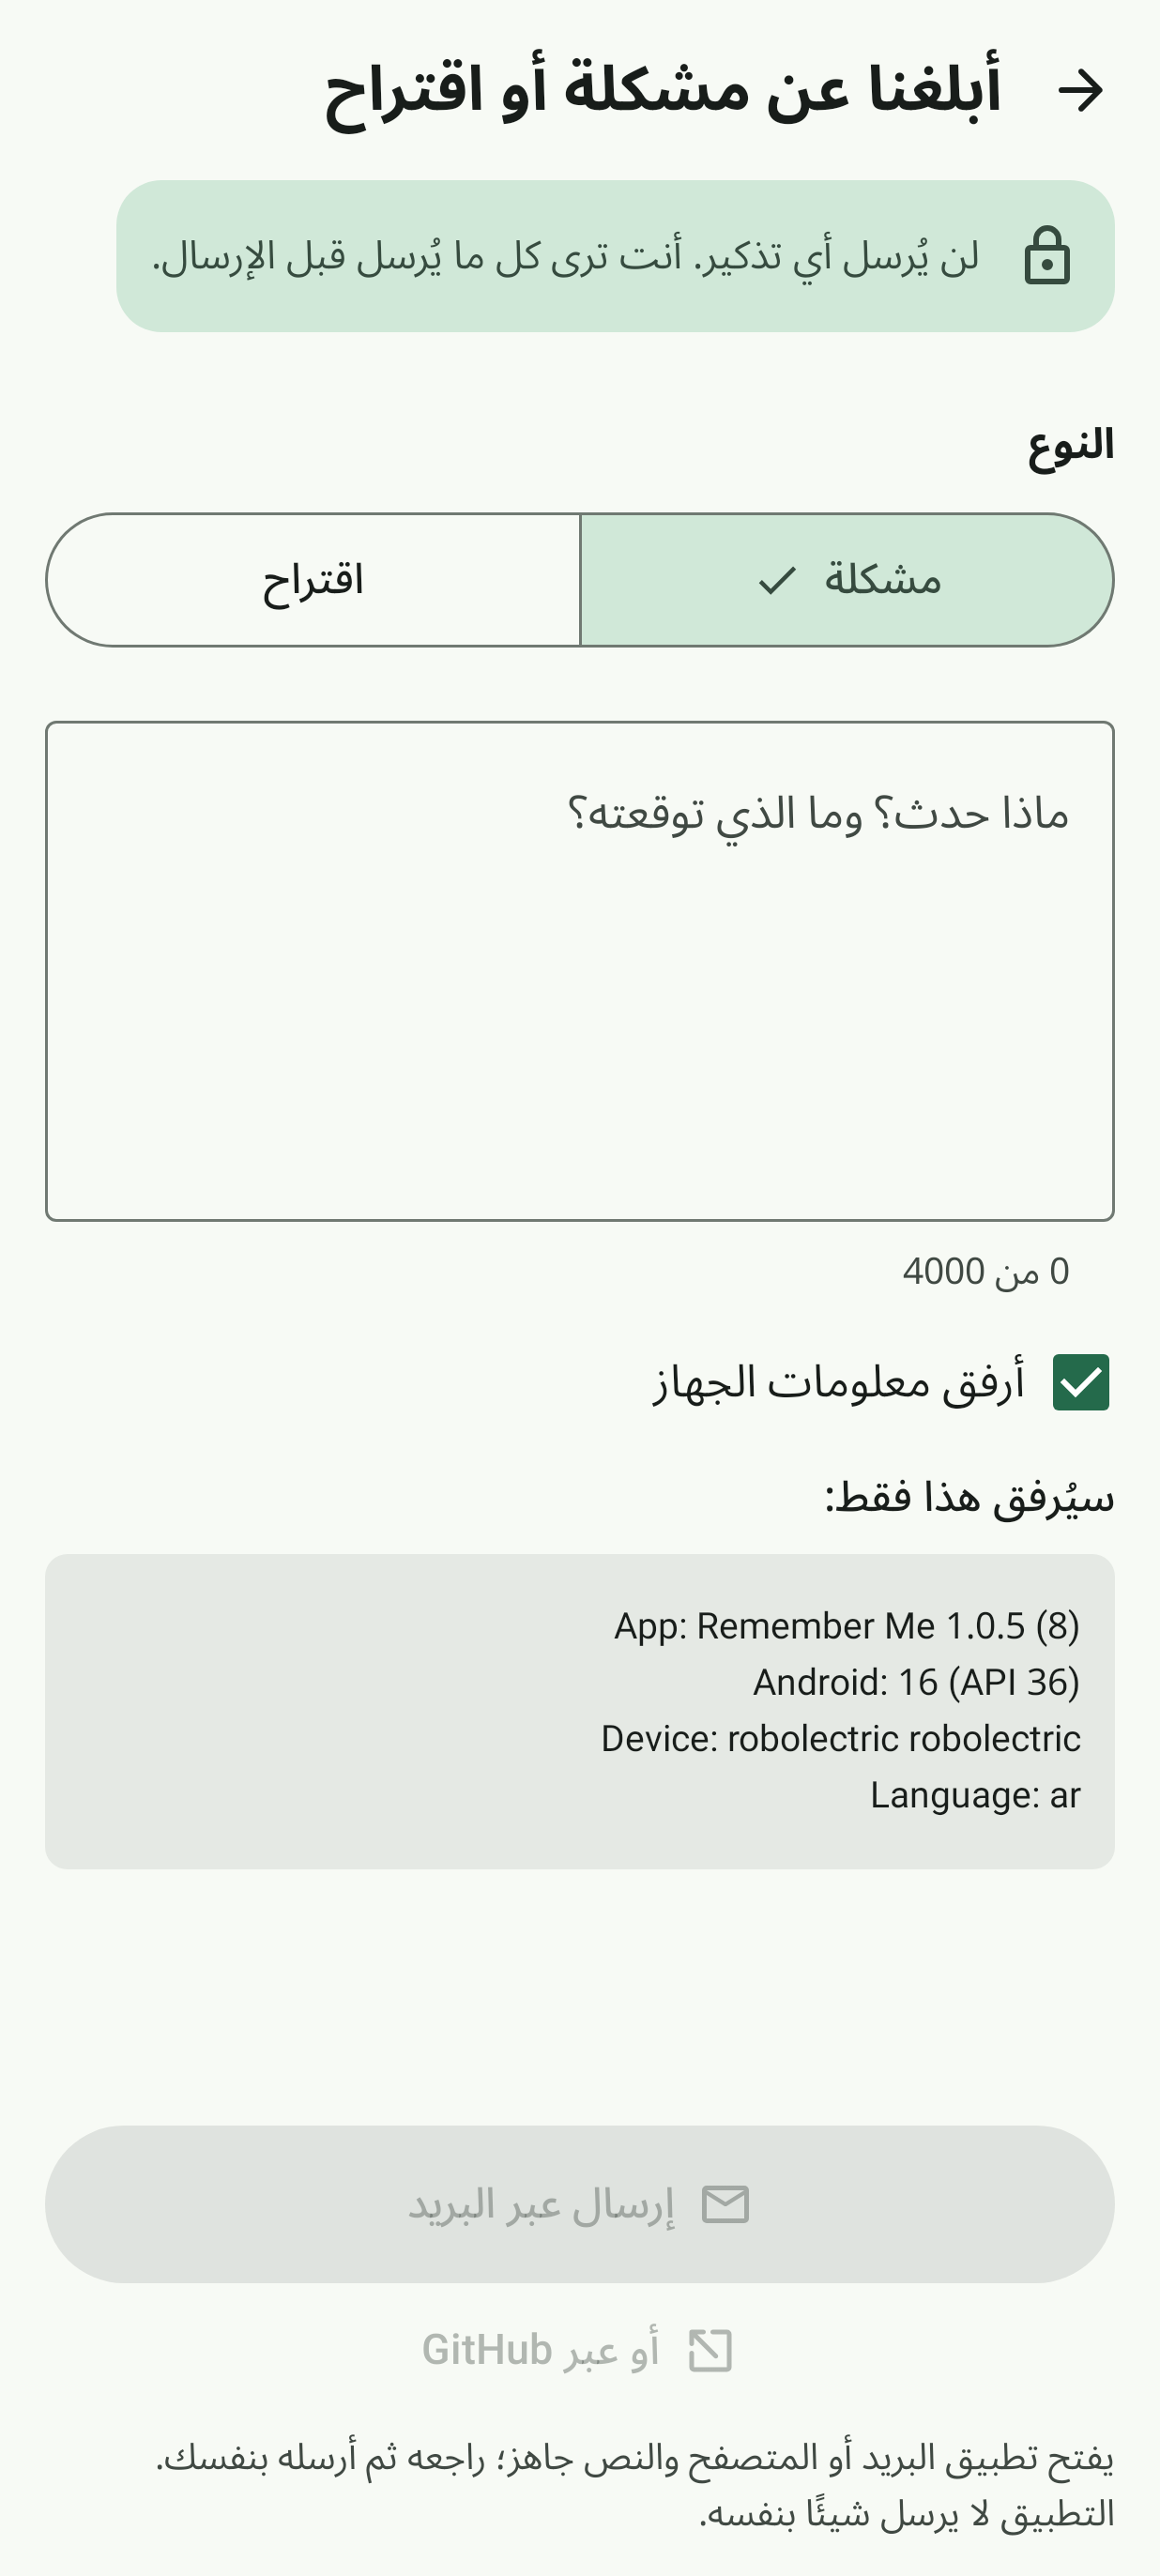 أبلغنا عن مشكلة أو اقتراح
لن يُرسل أي تذكير. أنت ترى كل ما يُرسل قبل الإرسال.
النوع
مشكلة
اقتراح
ماذا حدث؟ وما الذي توقعته؟
0 من 4000
أرفق معلومات الجهاز
سيُرفق هذا فقط:
App: Remember Me 1.0.5 (8)
Android: 16 (API 36)
Device: robolectric robolectric
Language: ar
إرسال عبر البريد
أو عبر GitHub
يفتح تطبيق البريد أو المتصفح والنص جاهز؛ راجعه ثم أرسله بنفسك.
التطبيق لا يرسل شيئًا بنفسه.